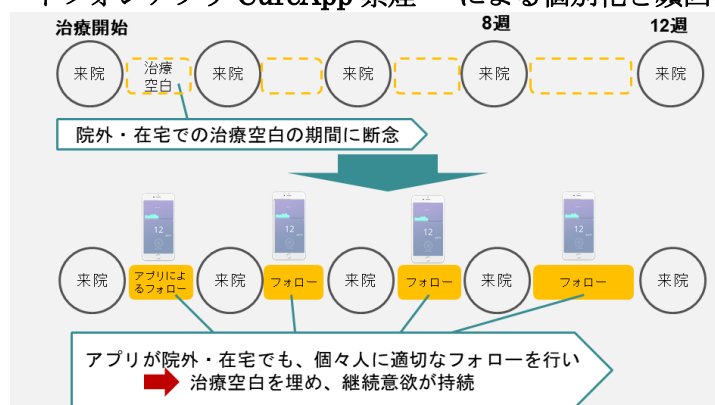 治療開始
8週
12週
来院
治療
空白
来院
来院
来院
来院
院外・在宅での治療空白の期間に断念
12
12
12
12
来院
アプリによ
るフォロー
来院
フォロー
来院
フォロー
来院
フォロー
来院
アプリが院外・在宅でも、個々人に適切なフォローを行い
治療空白を埋め、継続意欲が持続